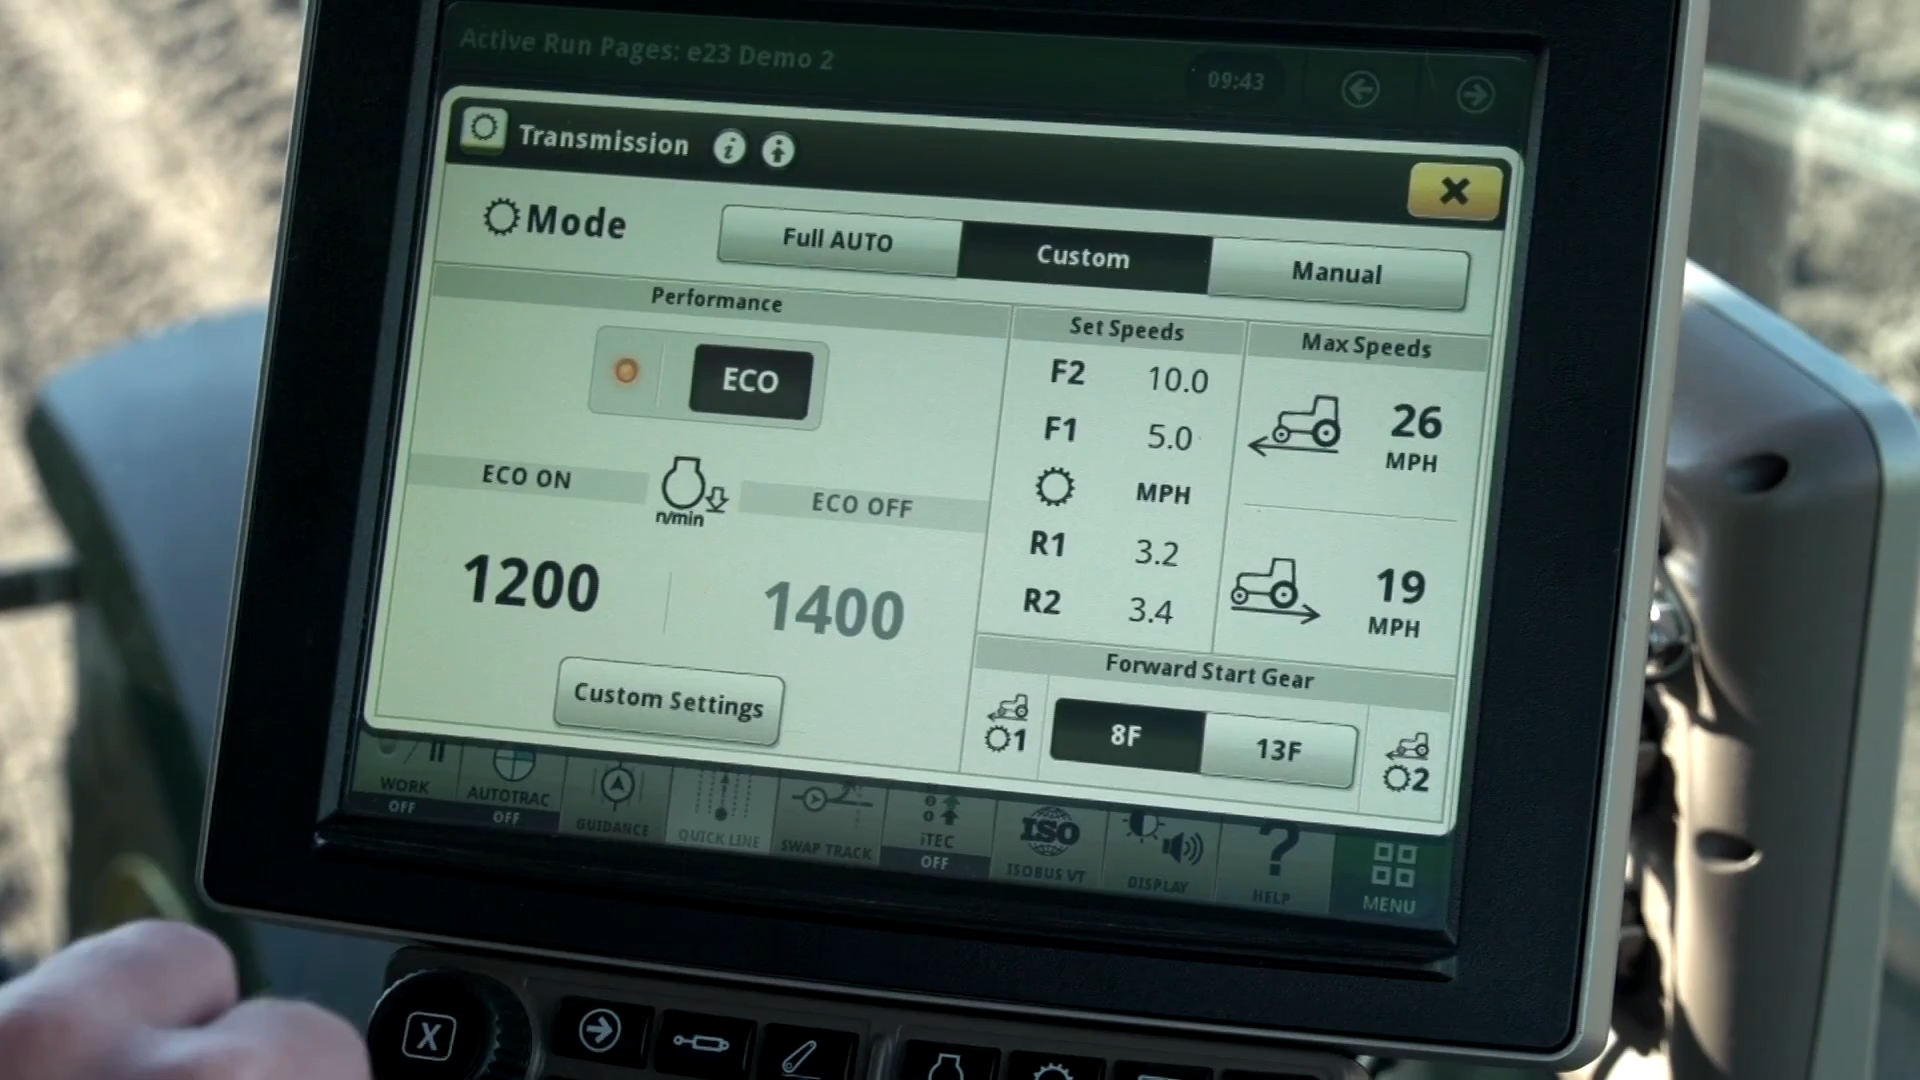 Active Run Pages: e23 Demo 2
09:43
Transmission
Mode
Full AUTO
Custom
Manual
Performance
ECO
ECO ON
n/min
ECO OFF
1200
1400
Custom Settings
Set Speeds
F2 10.0
F1 5.0
MPH
R1 3.2
R2 3.4
Max Speeds
26
MPH
19
MPH
Forward Start Gear
1
8F
13F
2
WORK
OFF
AUTOTRAC
OFF
GUIDANCE
QUICK LINE
SWAP TRACK
iTEC
OFF
ISO
ISOBUS VT
DISPLAY
?
HELP
MENU
X